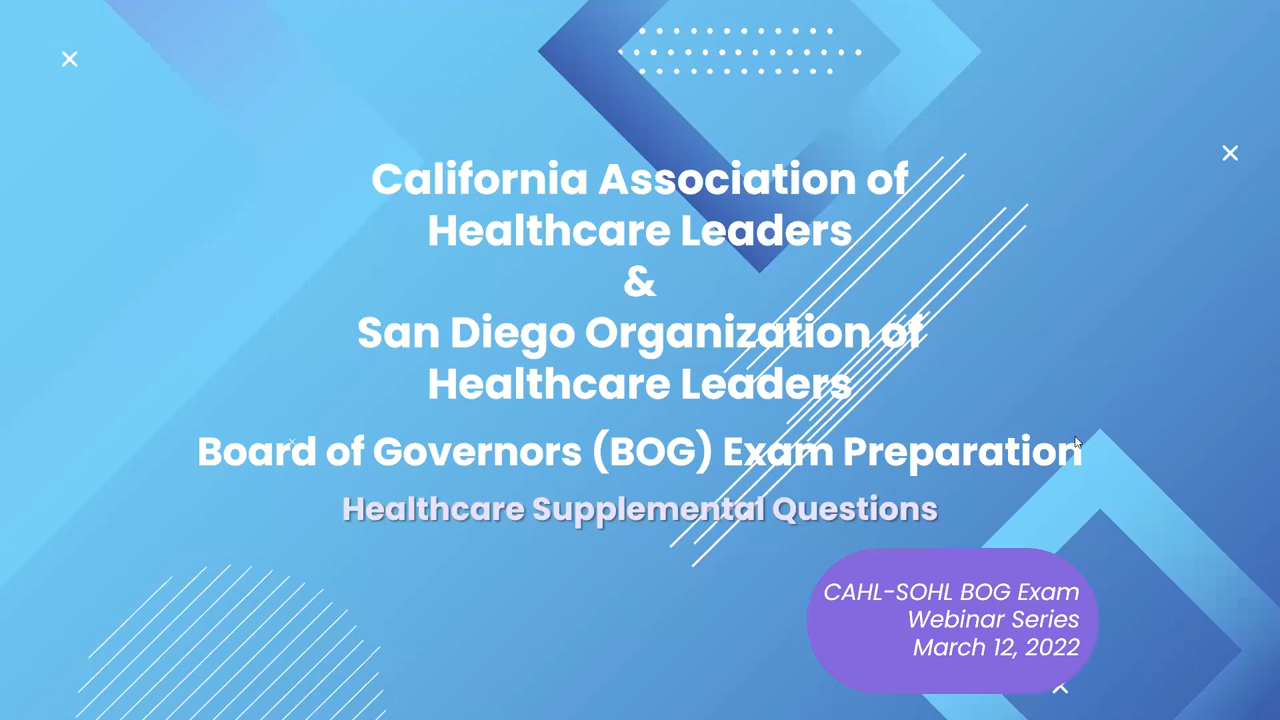 California Association of
Healthcare Leaders
&
San Diego Organization of
Healthcare Leaders
Board of Governors (BOG) Exam Preparation
Healthcare Supplemental Questions
CAHL-SOHL BOG Exam
Webinar Series
March 12, 2022